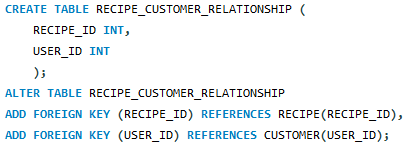 CREATE TABLE RECIPE_CUSTOMER_RELATIONSHIP (
RECIPE_ID INT,
USER_ID INT
);
ALTER TABLE RECIPE_CUSTOMER_RELATIONSHIP
ADD FOREIGN KEY (RECIPE_ID) REFERENCES RECIPE(RECIPE_ID),
ADD FOREIGN KEY (USER_ID) REFERENCES CUSTOMER(USER_ID);